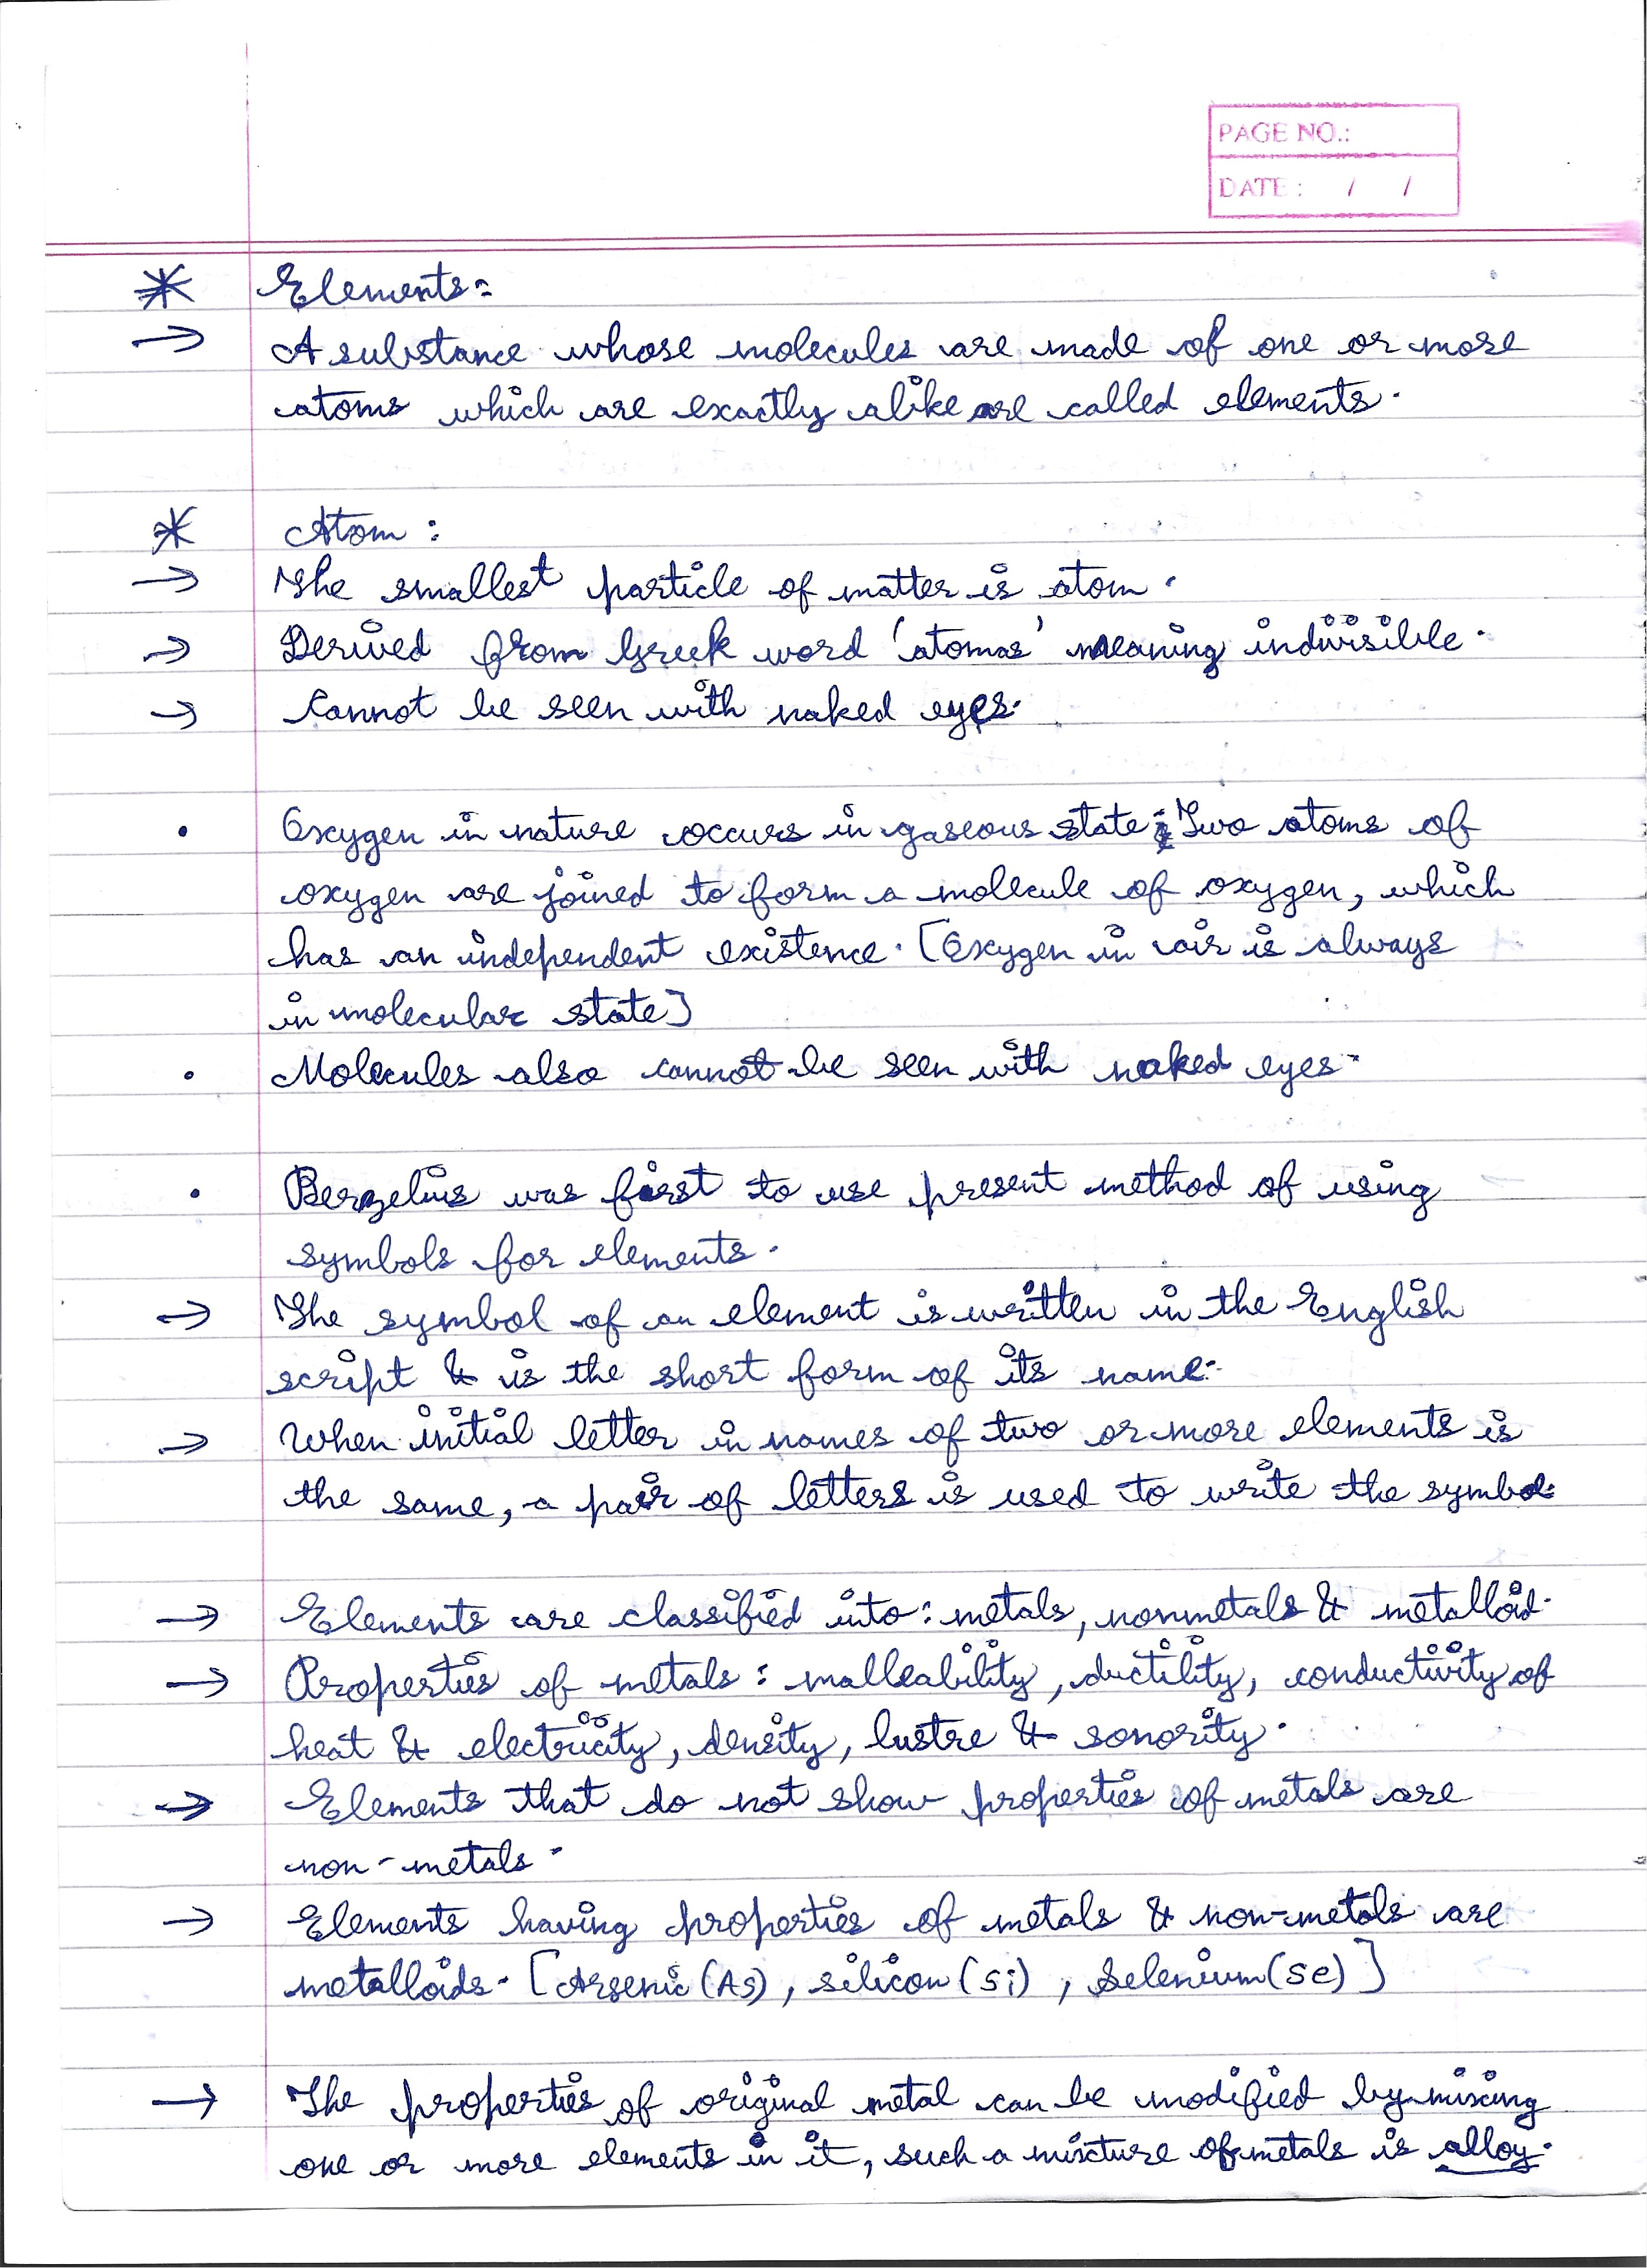 PAGE NO.:
DATE : / /
* Elements:
→ A substance whose molecules are made of one or more
atoms which are exactly alike are called elements.
* Atom :
→ The smallest particle of matter is atom.
→ Derived from Greek word 'atomas' meaning indivisible.
→ Cannot be seen with naked eyes.
• Oxygen in nature occurs in gaseous state; Two atoms of
oxygen are joined to form a molecule of oxygen, which
has an independent existence. [Oxygen in air is always
in molecular state]
• Molecules also cannot be seen with naked eyes.
• Berzelius was first to use present method of using
symbols for elements.
→ The symbol of an element is written in the English
script & is the short form of its name.
→ When initial letter in names of two or more elements is
the same, a pair of letters is used to write the symbol.
→ Elements are classified into: metals, nonmetals & metalloid.
→ Properties of metals : malleability, ductility, conductivity of
heat & electricity, density, lustre & sonority.
→ Elements that do not show properties of metals are
non-metals.
→ Elements having properties of metals & non-metals are
metalloids. [Arsenic (As), silicon (Si), Selenium (Se)]
→ The properties of original metal can be modified by mixing
one or more elements in it, such a mixture of metals is alloy.